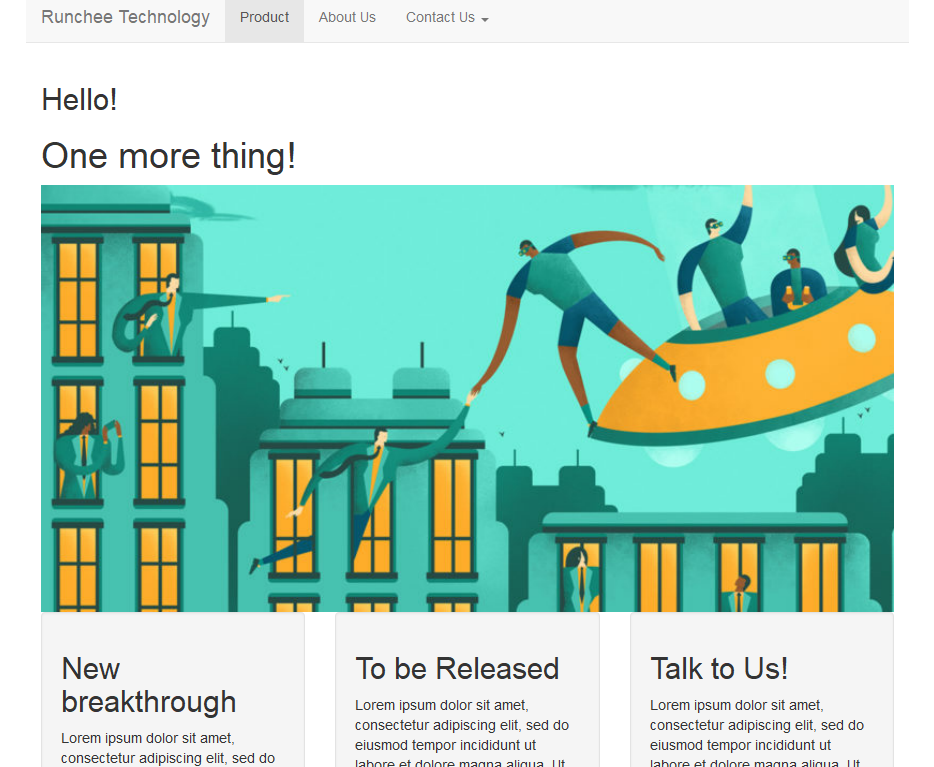 Runchee Technology Product About Us Contact Us
Hello!
One more thing!
New
breakthrough
Lorem ipsum dolor sit amet,
consectetur adipiscing elit, sed do
To be Released
Lorem ipsum dolor sit amet,
consectetur adipiscing elit, sed do
eiusmod tempor incididunt ut
labore et dolore magna aliqua. Ut
Talk to Us!
Lorem ipsum dolor sit amet,
consectetur adipiscing elit, sed do
eiusmod tempor incididunt ut
labore et dolore magna aliqua. Ut